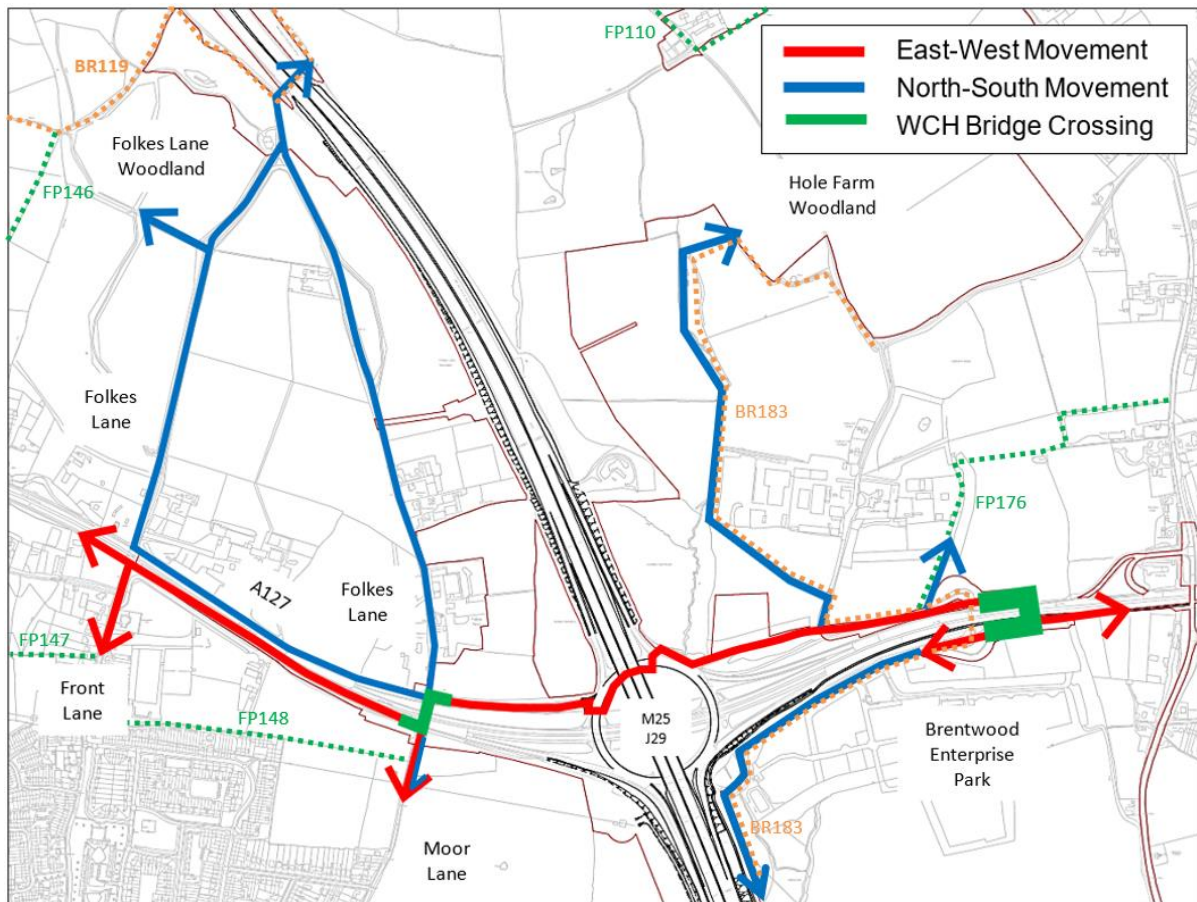 FP110
East-West Movement
North-South Movement
WCH Bridge Crossing
BR119
Folkes Lane
Woodland
FP146
Hole Farm
Woodland
BR183
Folkes
Lane
FP176
A127
Folkes
Lane
FP147
Front
Lane
FP148
M25
J29
Brentwood
Enterprise
Park
BR183
Moor
Lane